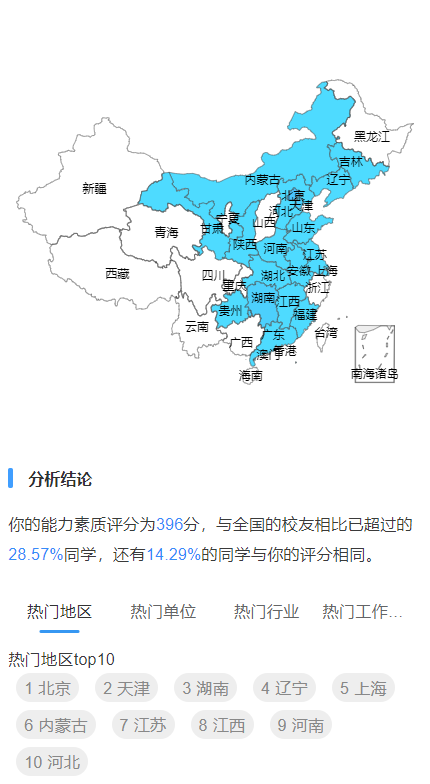 黑龙江
吉林
新疆
内蒙古
辽宁
北京
天津
河北
宁夏
山西
青海
甘肃
山东
陕西
河南
江苏
西藏
四川
湖北
安徽
上海
重庆
浙江
湖南
江西
贵州
福建
云南
广西
广东
台湾
澳门
香港
海南
南海诸岛
分析结论
你的能力素质评分为396分，与全国的校友相比已超过的
28.57%同学，还有14.29%的同学与你的评分相同。
热门地区 热门单位 热门行业 热门工作...
热门地区top10
1 北京 2 天津 3 湖南 4 辽宁 5 上海
6 内蒙古 7 江苏 8 江西 9 河南
10 河北